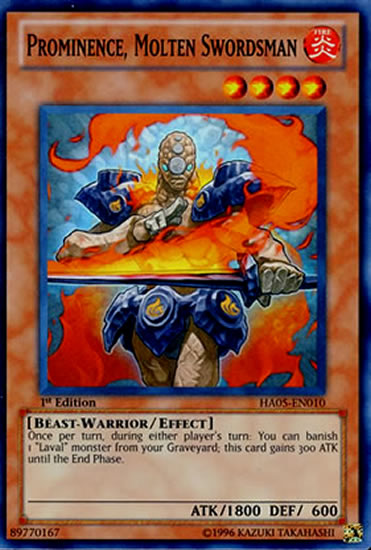 PROMINENCE, MOLTEN SWORDSMAN
FIRE
炎
1st Edition
HA05-EN010
[BEAST-WARRIOR/EFFECT]
Once per turn, during either player's turn: You can banish
1 "Laval" monster from your Graveyard; this card gains 300 ATK
until the End Phase.
ATK/1800 DEF/ 600
89770167
©1996 KAZUKI TAKAHASHI